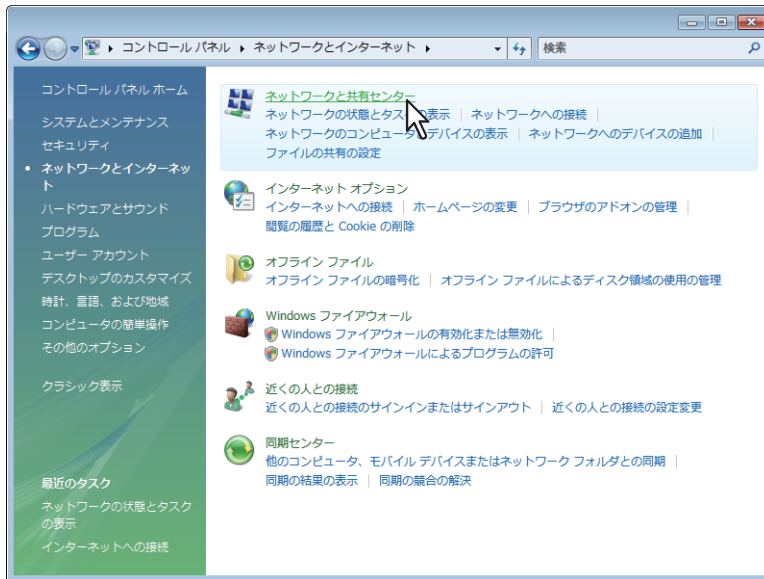 コントロール パネル ▸ ネットワークとインターネット ▸
検索
コントロール パネル ホーム
システムとメンテナンス
セキュリティ
• ネットワークとインターネッ
ト
ハードウェアとサウンド
プログラム
ユーザー アカウント
デスクトップのカスタマイズ
時計、言語、および地域
コンピュータの簡単操作
その他のオプション
クラシック表示
最近のタスク
ネットワークの状態とタスク
の表示
インターネットへの接続
ネットワークと共有センター
ネットワークの状態とタスクの表示 | ネットワークへの接続 |
ネットワークのコンピュータとデバイスの表示 | ネットワークへのデバイスの追加 |
ファイルの共有の設定
インターネット オプション
インターネットへの接続 | ホームページの変更 | ブラウザのアドオンの管理 |
閲覧の履歴と Cookie の削除
オフライン ファイル
オフライン ファイルの暗号化 | オフライン ファイルによるディスク領域の使用の管理
Windows ファイアウォール
Windows ファイアウォールの有効化または無効化 |
Windows ファイアウォールによるプログラムの許可
近くの人との接続
近くの人との接続のサインインまたはサインアウト | 近くの人との接続の設定変更
同期センター
他のコンピュータ、モバイル デバイスまたはネットワーク フォルダとの同期 |
同期の結果の表示 | 同期の競合の解決